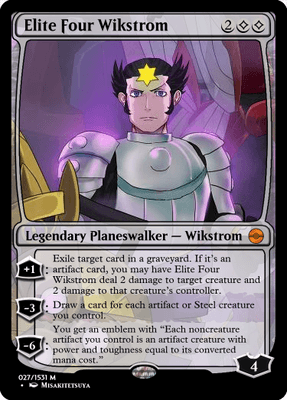 Elite Four Wikstrom 2
Legendary Planeswalker — Wikstrom
+1: Exile target card in a graveyard. If it's an
artifact card, you may have Elite Four
Wikstrom deal 2 damage to target creature and
2 damage to that creature's controller.
-3: Draw a card for each artifact or Steel creature
you control.
-6: You get an emblem with “Each noncreature
artifact you control is an artifact creature with
power and toughness equal to its converted
mana cost.”
4
027/1531 M
• Misakitetsuya